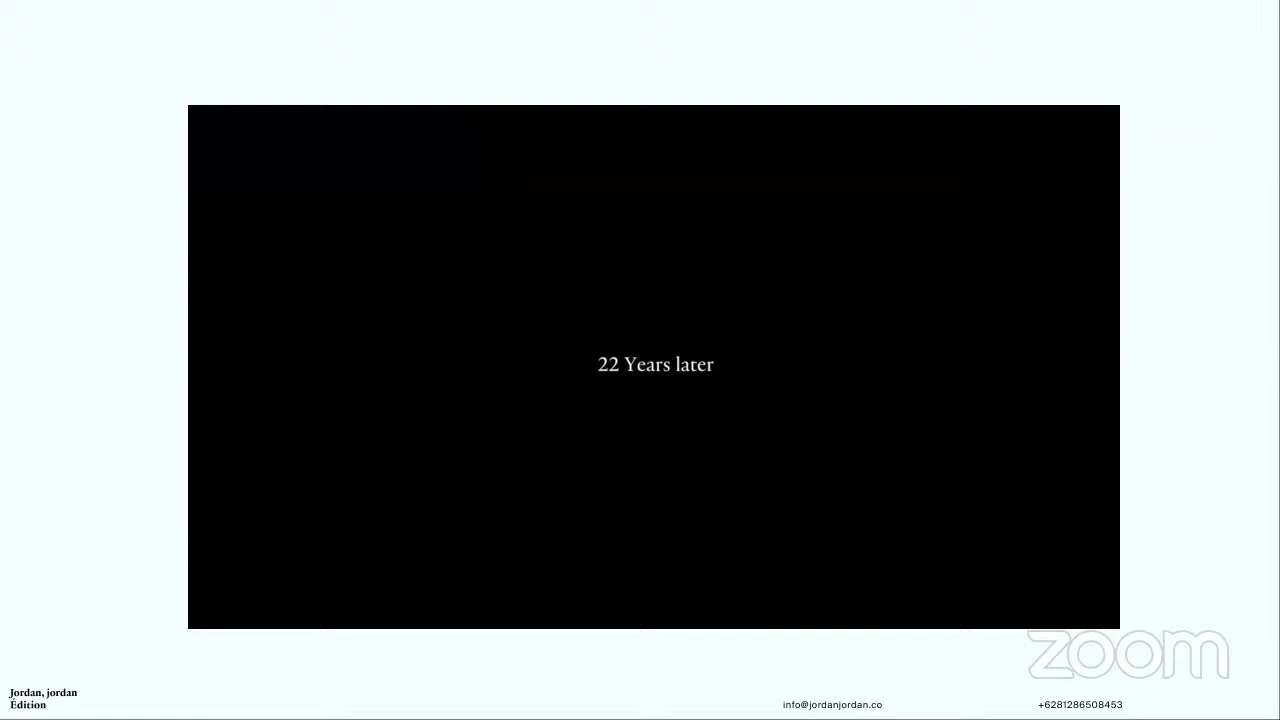 22 Years later
zoom
Jordan, jordan
Édition
info@jordanjordan.co
+6281286508453